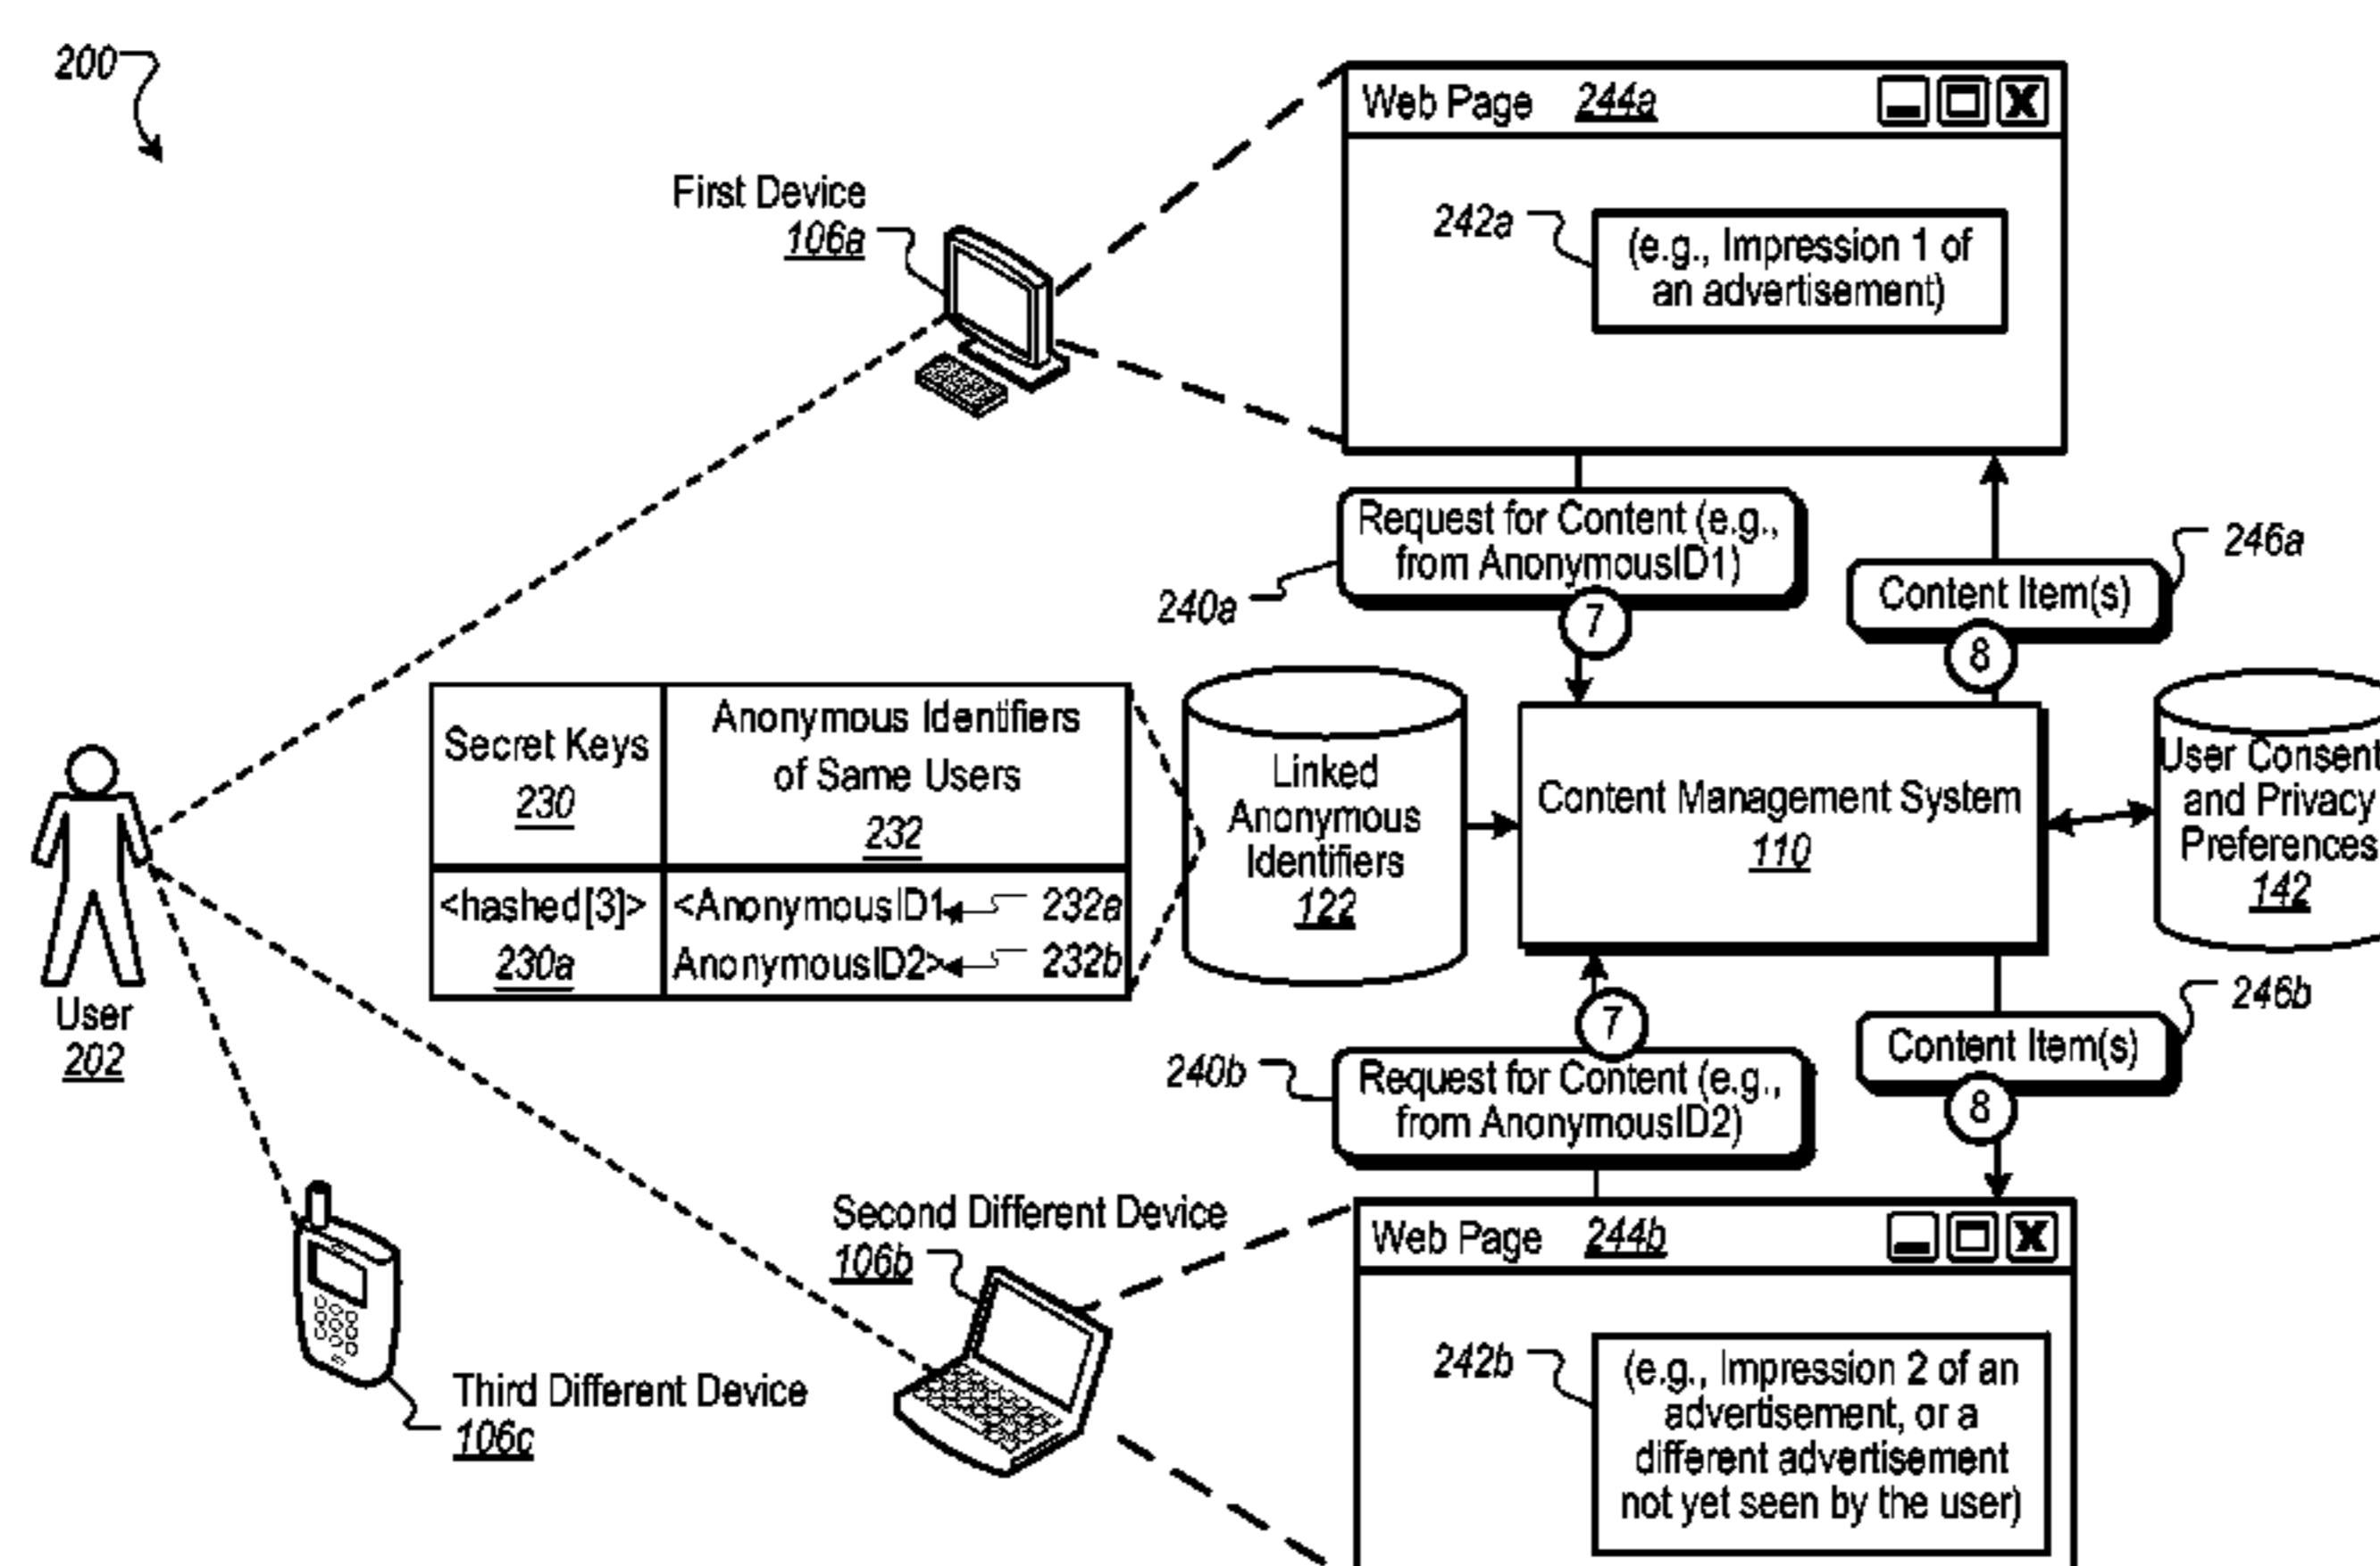 200
Web Page 244a
First Device
106a
242a
(e.g., Impression 1 of
an advertisement)
Request for Content (e.g.,
from AnonymousID1)
240a
7
246a
Content Item(s)
8
Secret Keys
230
Anonymous Identifiers
of Same Users
232
<hashed[3]>
230a
<AnonymousID1
232a
AnonymousID2>
232b
Linked
Anonymous
Identifiers
122
Content Management System
110
User Consent
and Privacy
Preferences
142
User
202
7
240b
Request for Content (e.g.,
from AnonymousID2)
246b
Content Item(s)
8
Second Different Device
106b
Web Page 244b
Third Different Device
106c
242b
(e.g., Impression 2 of an
advertisement, or a
different advertisement
not yet seen by the user)